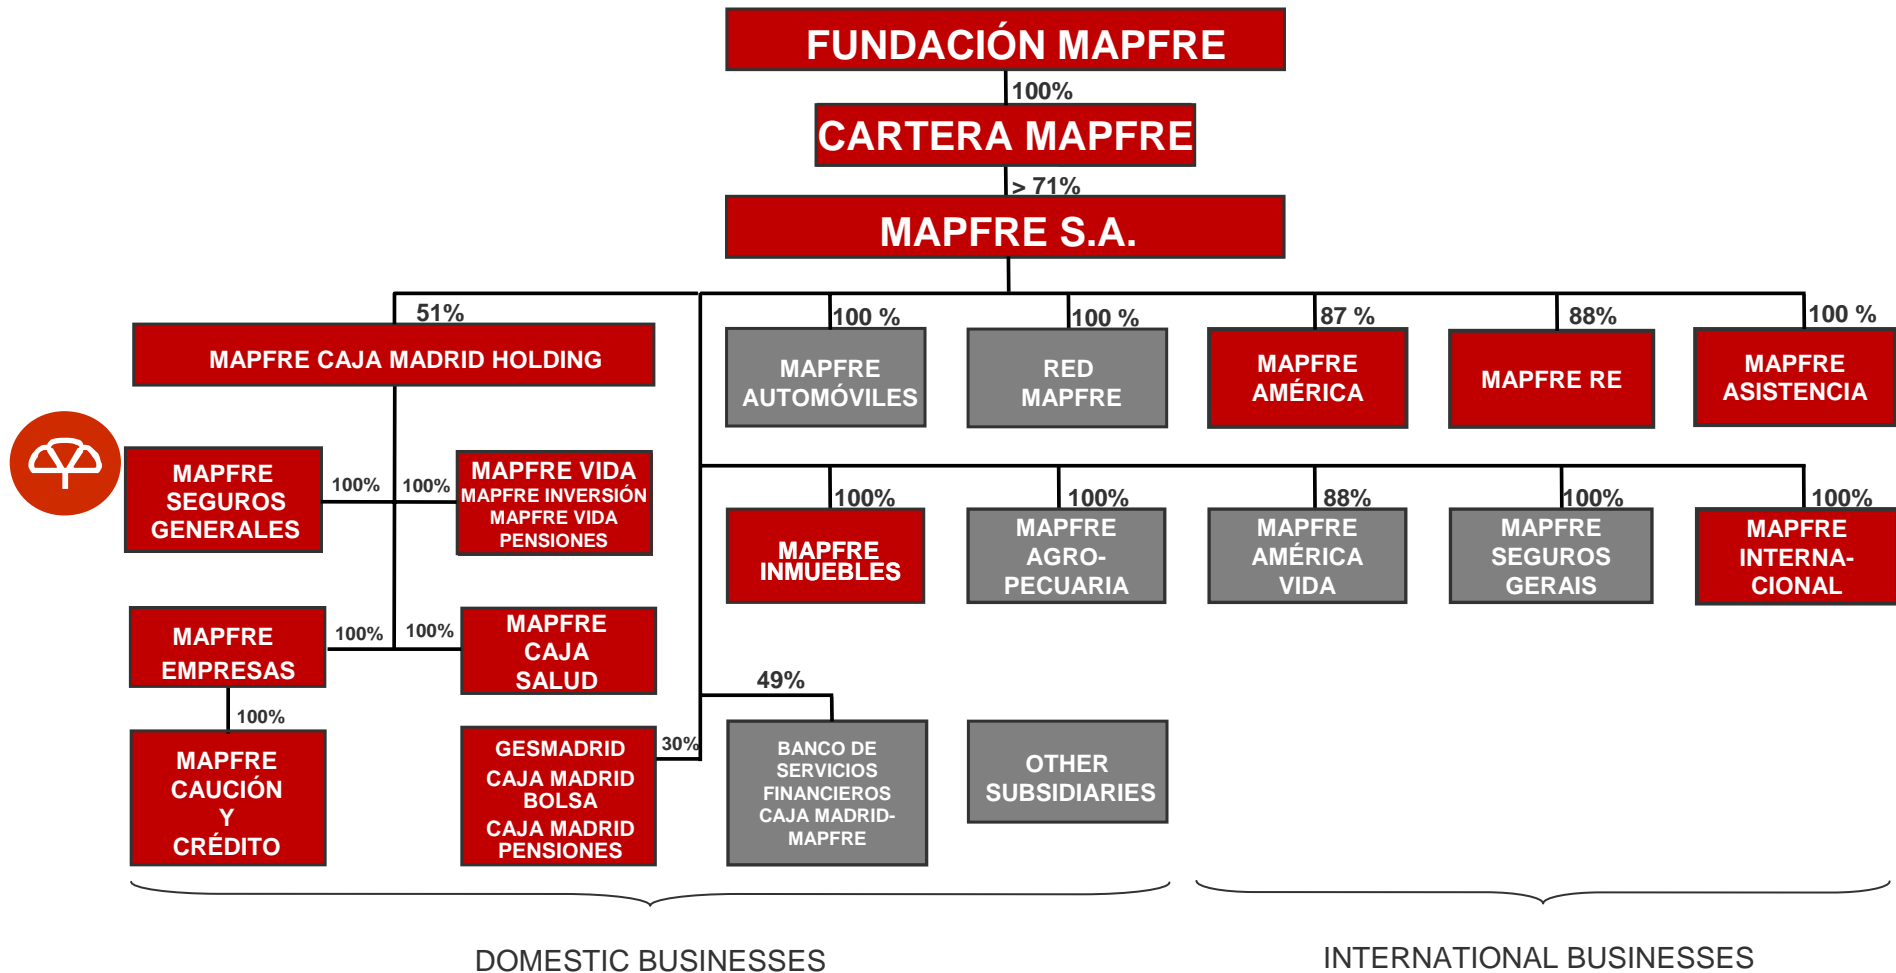 FUNDACIÓN MAPFRE
100%
CARTERA MAPFRE
> 71%
MAPFRE S.A.
51%
MAPFRE CAJA MADRID HOLDING
100 %
MAPFRE
AUTOMÓVILES
100 %
RED
MAPFRE
87 %
MAPFRE
AMÉRICA
88%
MAPFRE RE
100 %
MAPFRE
ASISTENCIA
MAPFRE
SEGUROS
GENERALES
100%
100%
MAPFRE VIDA
MAPFRE INVERSIÓN
MAPFRE VIDA
PENSIONES
100%
MAPFRE
INMUEBLES
100%
MAPFRE
AGRO-
PECUARIA
88%
MAPFRE
AMÉRICA
VIDA
100%
MAPFRE
SEGUROS
GERAIS
100%
MAPFRE
INTERNA-
CIONAL
MAPFRE
EMPRESAS
100%
100%
MAPFRE
CAJA
SALUD
100%
MAPFRE
CAUCIÓN
Y
CRÉDITO
GESMADRID
CAJA MADRID
BOLSA
CAJA MADRID
PENSIONES
30%
49%
BANCO DE
SERVICIOS
FINANCIEROS
CAJA MADRID-
MAPFRE
OTHER
SUBSIDIARIES
DOMESTIC BUSINESSES
INTERNATIONAL BUSINESSES